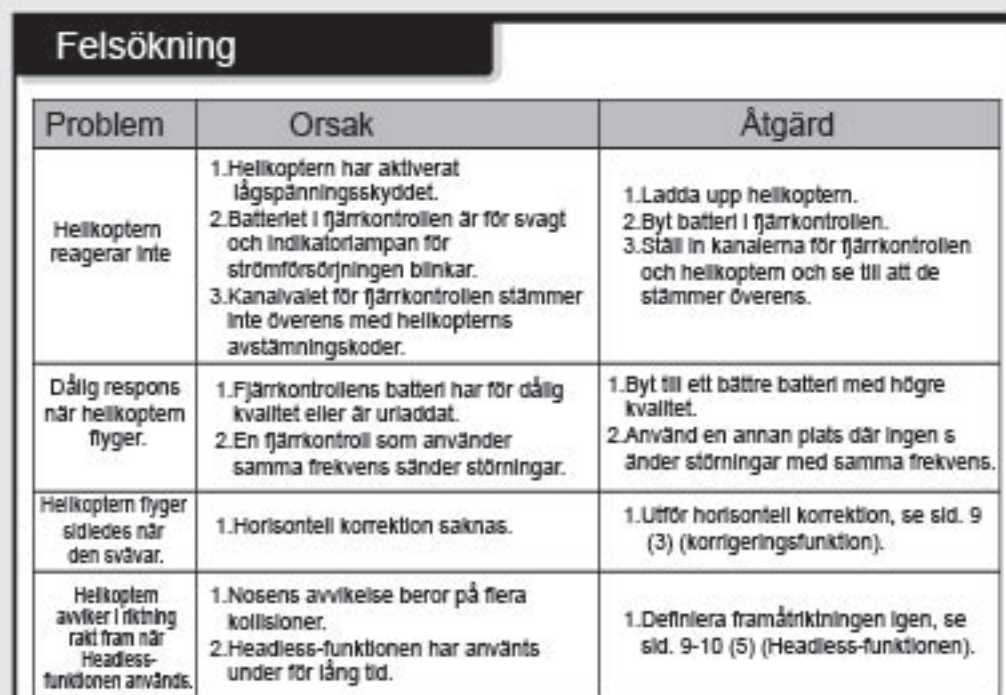 Felsökning
Problem Orsak Åtgärd
Helikoptern
reagerar inte
1.Helikoptern har aktiverat
lågspänningsskyddet.
2.Batteriet i fjärrkontrollen är för svagt
och indikatorlampan för
strömförsörjningen blinkar.
3.Kanalvalet för fjärrkontrollen stämmer
inte överens med helikopterns
avstämningskoder.
1.Ladda upp helikoptern.
2.Byt batteri i fjärrkontrollen.
3.Ställ in kanalerna för fjärrkontrollen
och helikoptern och se till att de
stämmer överens.
Dålig respons
när helikoptern
flyger.
1.Fjärrkontrollens batteri har för dålig
kvalitet eller är urladdat.
2.En fjärrkontroll som använder
samma frekvens sänder störningar.
1.Byt till ett bättre batteri med högre
kvalitet.
2.Använd en annan plats där ingen s
änder störningar med samma frekvens.
Helikoptern flyger
sidledes när
den svävar.
1.Horisontell korrektion saknas.
1.Utför horisontell korrektion, se sid. 9
(3) (korrigeringsfunktion).
Helikoptern
avviker i riktning
rakt fram när
Headless-
funktionen används.
1.Nosens avvikelse beror på flera
kollisioner.
2.Headless-funktionen har använts
under för lång tid.
1.Definiera framåtriktningen igen, se
sid. 9-10 (5) (Headless-funktionen).